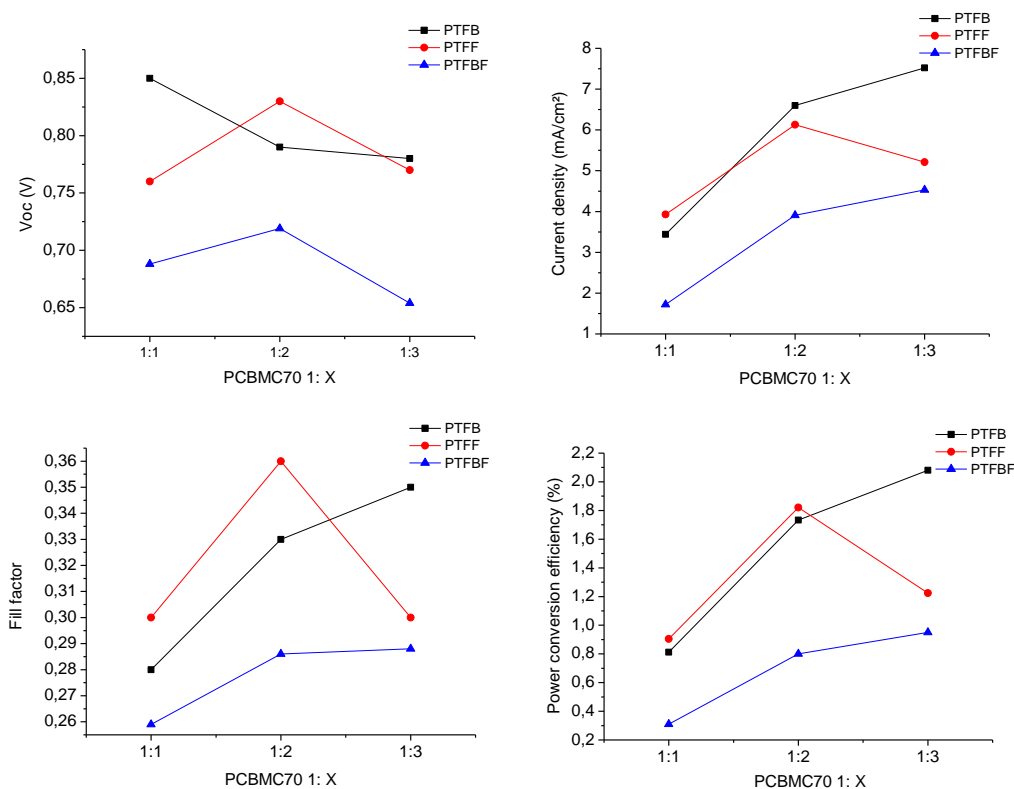 PTFB
PTFF
PTFBF
0,85
0,80
0,75
0,70
0,65
Voc (V)
1:1
1:2
1:3
PCBMC70 1: X
PTFB
PTFF
PTFBF
8
7
6
5
4
3
2
1
Current density (mA/cm²)
1:1
1:2
1:3
PCBMC70 1: X
PTFB
PTFF
PTFBF
0,36
0,35
0,34
0,33
0,32
0,31
0,30
0,29
0,28
0,27
0,26
Fill factor
1:1
1:2
1:3
PCBMC70 1: X
PTFB
PTFF
PTFBF
2,2
2,0
1,8
1,6
1,4
1,2
1,0
0,8
0,6
0,4
0,2
Power conversion efficiency (%)
1:1
1:2
1:3
PCBMC70 1: X